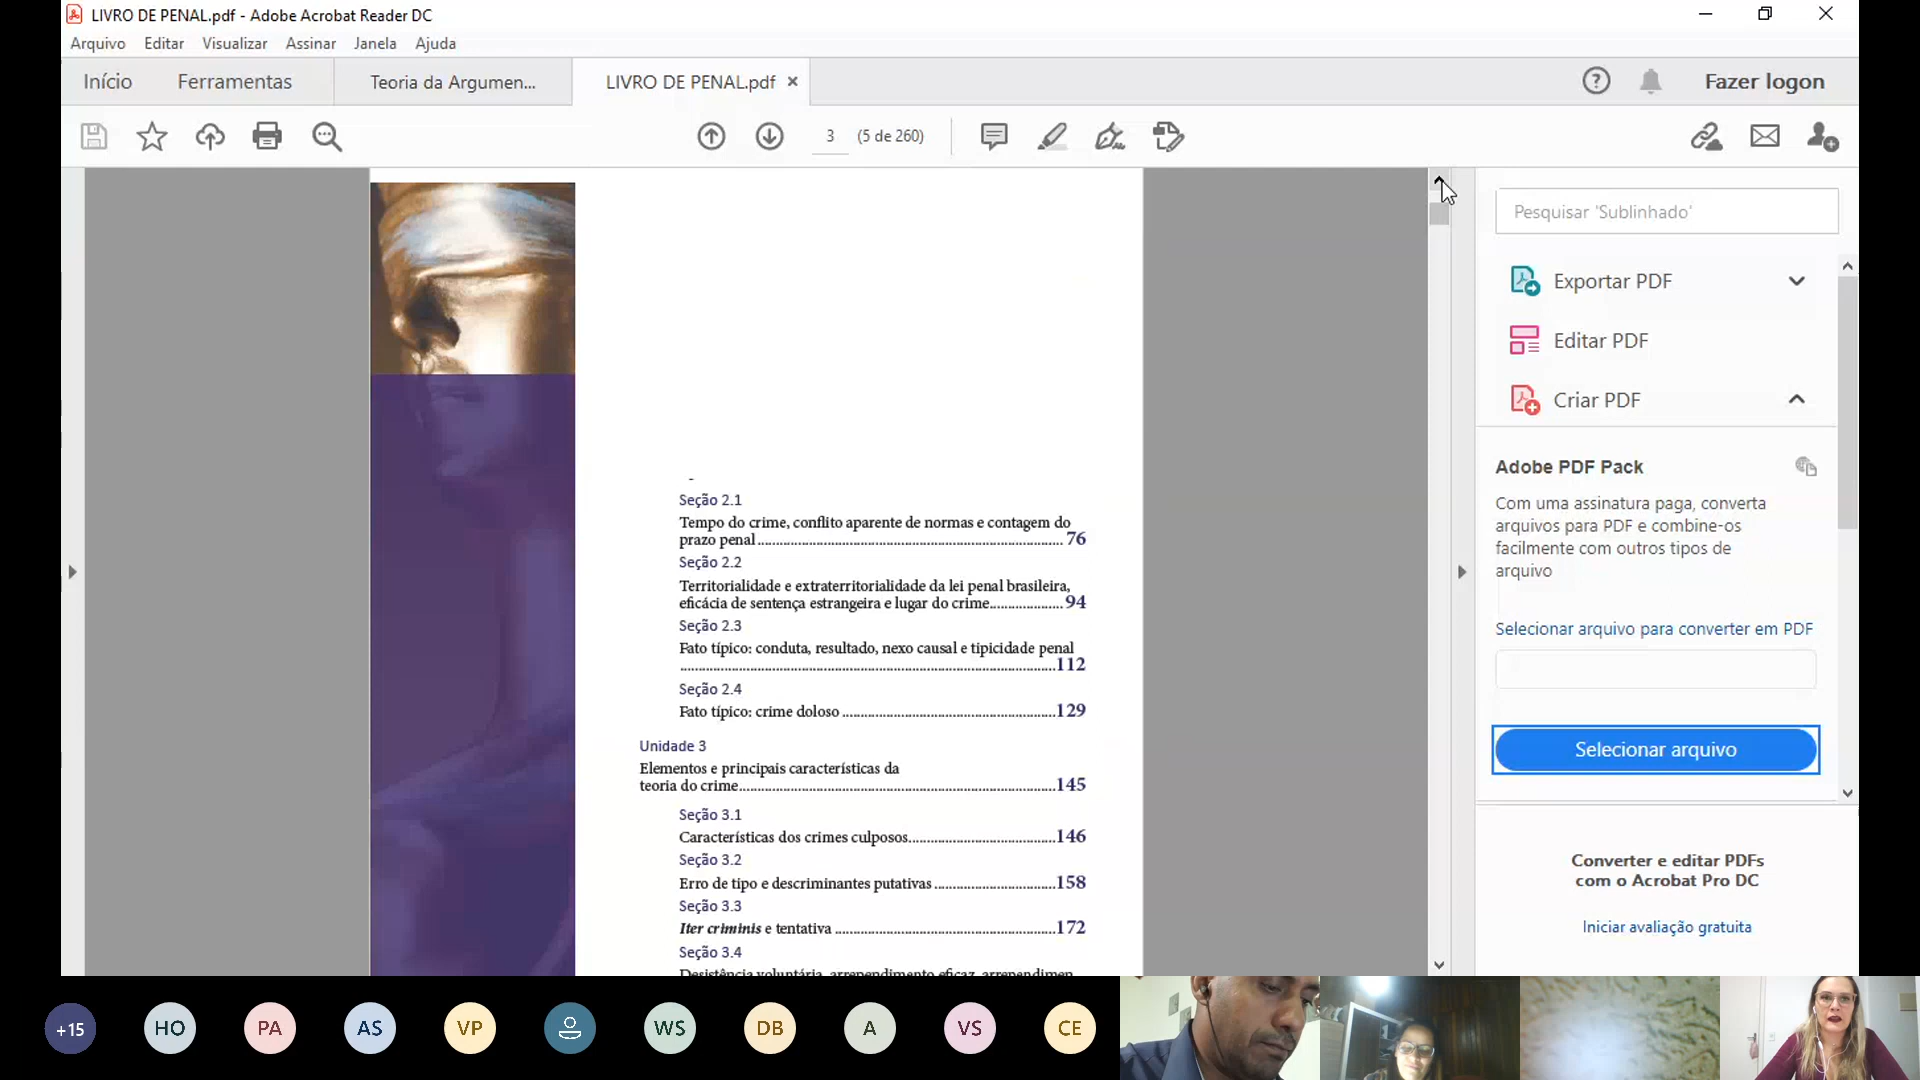 LIVRO DE PENAL.pdf - Adobe Acrobat Reader DC
Arquivo Editar Visualizar Assinar Janela Ajuda
Início Ferramentas Teoria da Argumen... LIVRO DE PENAL.pdf × Fazer logon
3 (5 de 260)
Pesquisar 'Sublinhado'
Exportar PDF
Editar PDF
Criar PDF
Adobe PDF Pack
Com uma assinatura paga, converta
arquivos para PDF e combine-os
facilmente com outros tipos de
arquivo
Selecionar arquivo para converter em PDF
Selecionar arquivo
Converter e editar PDFs
com o Acrobat Pro DC
Iniciar avaliação gratuita
Seção 2.1
Tempo do crime, conflito aparente de normas e contagem do
prazo penal ........ 76
Seção 2.2
Territorialidade e extraterritorialidade da lei penal brasileira,
eficácia de sentença estrangeira e lugar do crime........ 94
Seção 2.3
Fato típico: conduta, resultado, nexo causal e tipicidade penal
........112
Seção 2.4
Fato típico: crime doloso ........129
Unidade 3
Elementos e principais características da
teoria do crime........145
Seção 3.1
Características dos crimes culposos........146
Seção 3.2
Erro de tipo e descriminantes putativas ........158
Seção 3.3
Iter criminis e tentativa ........172
Seção 3.4
Desistência voluntária, arrependimento eficaz, arrependimen
+15 HO PA AS VP WS DB A VS CE